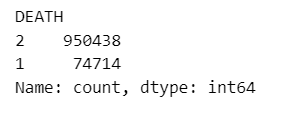 DEATH
2    950438
1     74714
Name: count, dtype: int64